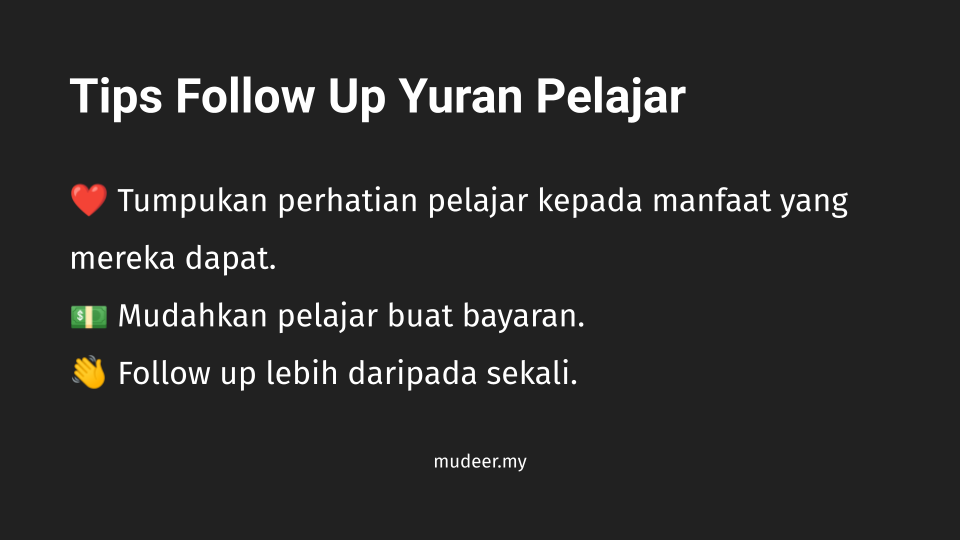 Tips Follow Up Yuran Pelajar
❤️ Tumpukan perhatian pelajar kepada manfaat yang
mereka dapat.
💵 Mudahkan pelajar buat bayaran.
👋 Follow up lebih daripada sekali.
mudeer.my